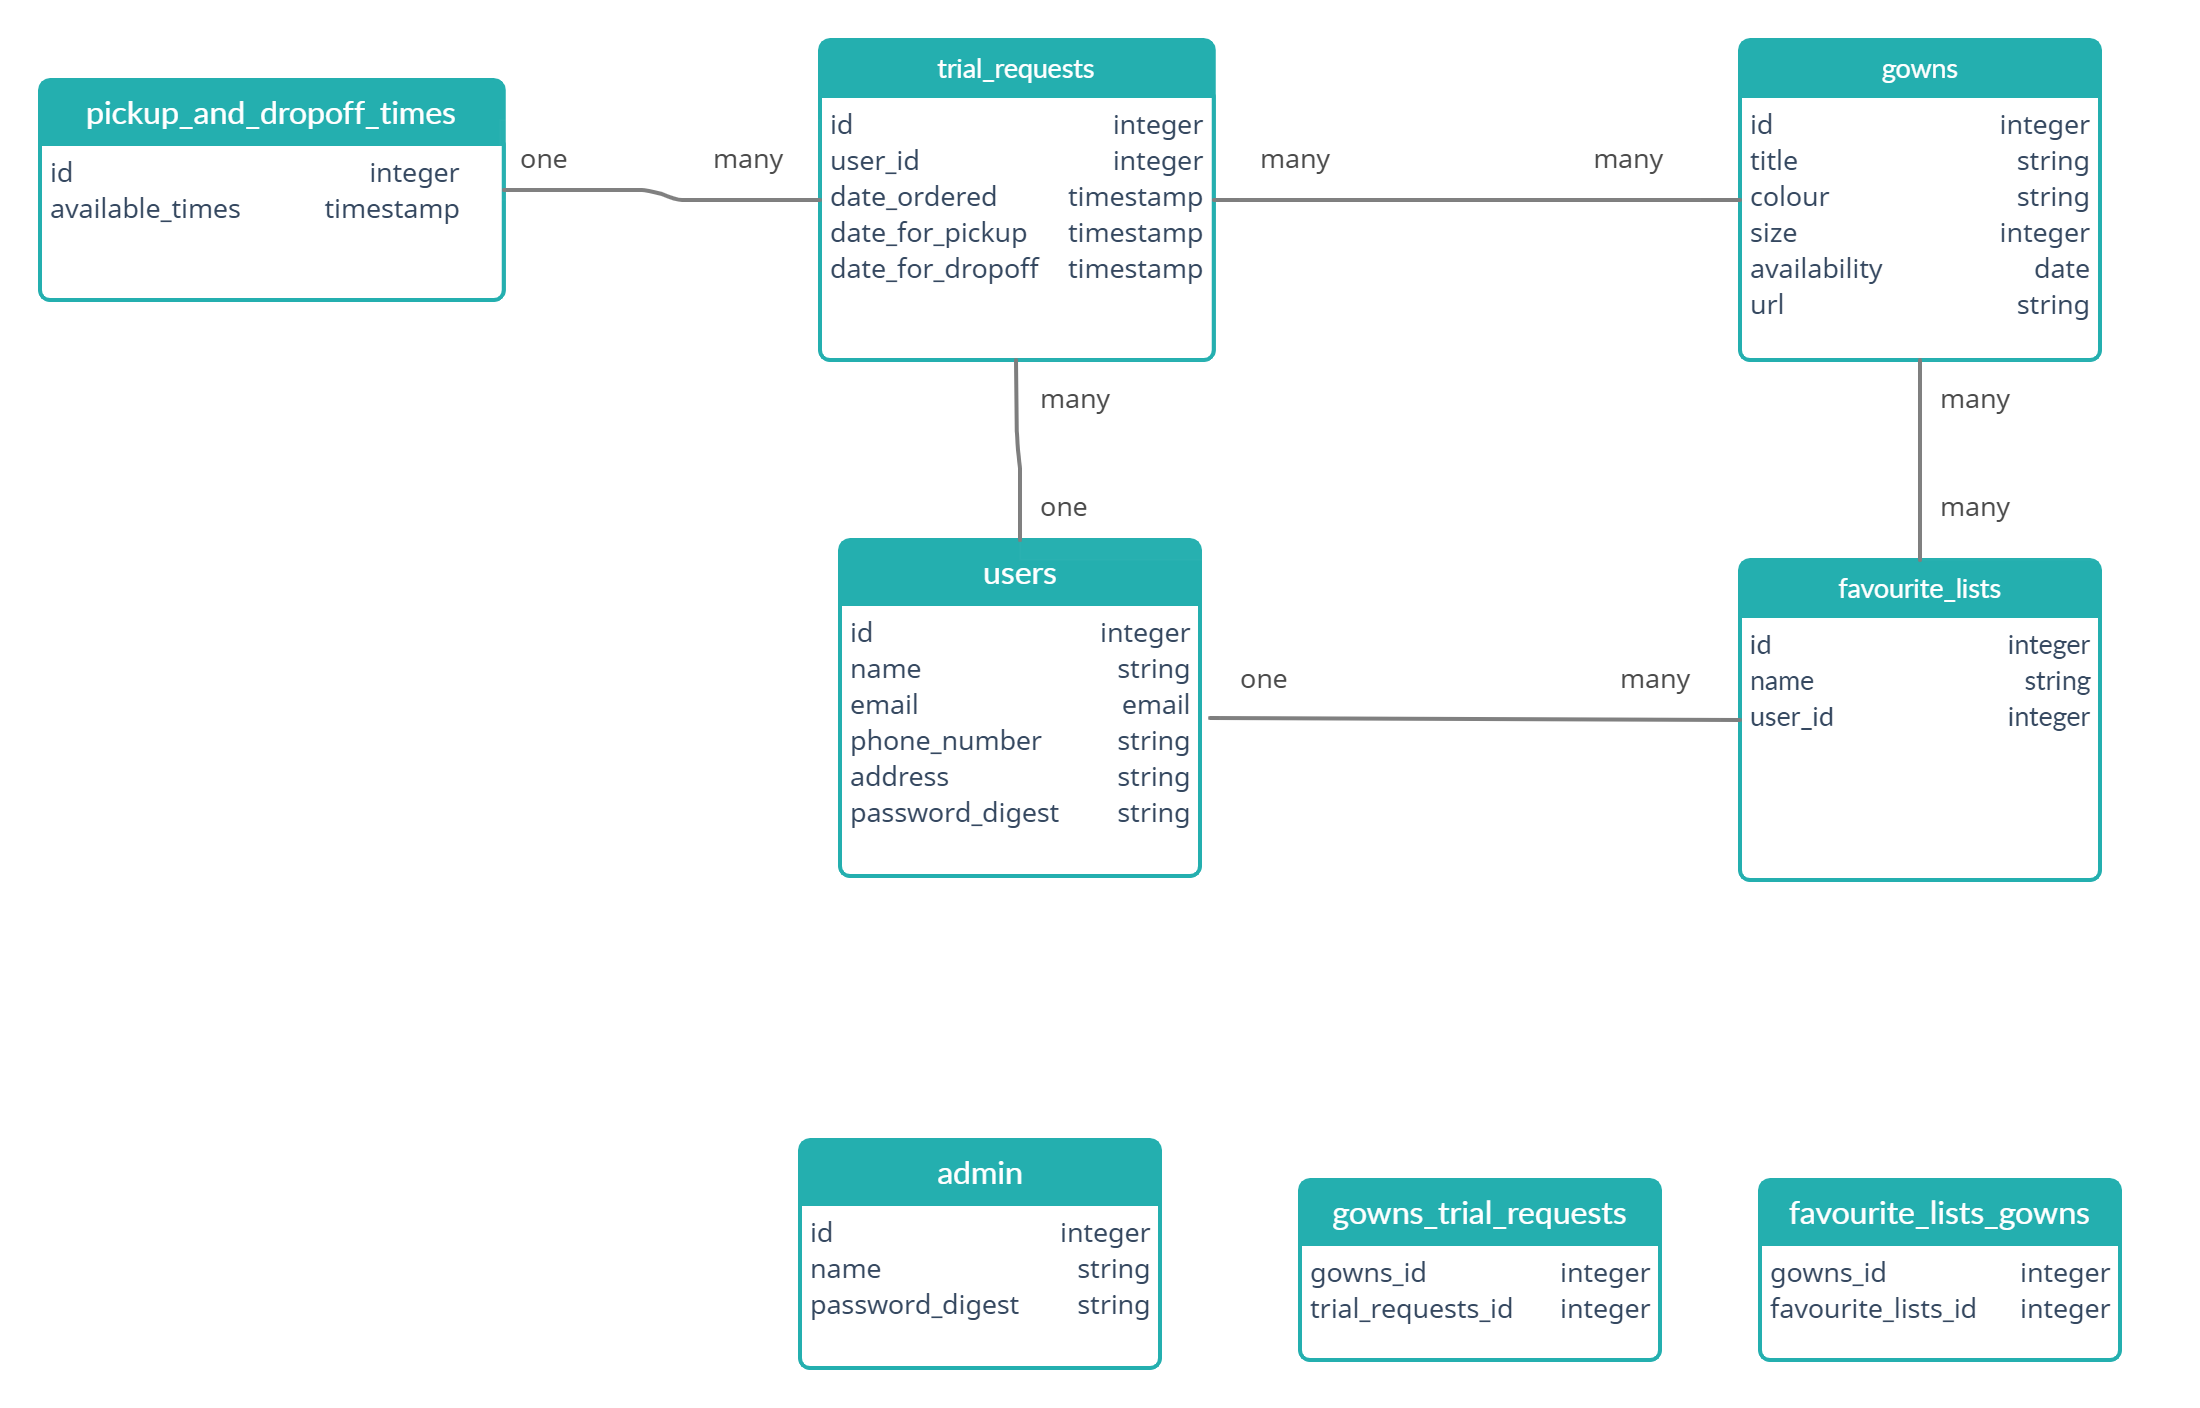 pickup_and_dropoff_times
id integer
available_times timestamp
one many
trial_requests
id integer
user_id integer
date_ordered timestamp
date_for_pickup timestamp
date_for_dropoff timestamp
many many
gowns
id integer
title string
colour string
size integer
availability date
url string
many
one
many
many
users
id integer
name string
email email
phone_number string
address string
password_digest string
one many
favourite_lists
id integer
name string
user_id integer
admin
id integer
name string
password_digest string
gowns_trial_requests
gowns_id integer
trial_requests_id integer
favourite_lists_gowns
gowns_id integer
favourite_lists_id integer